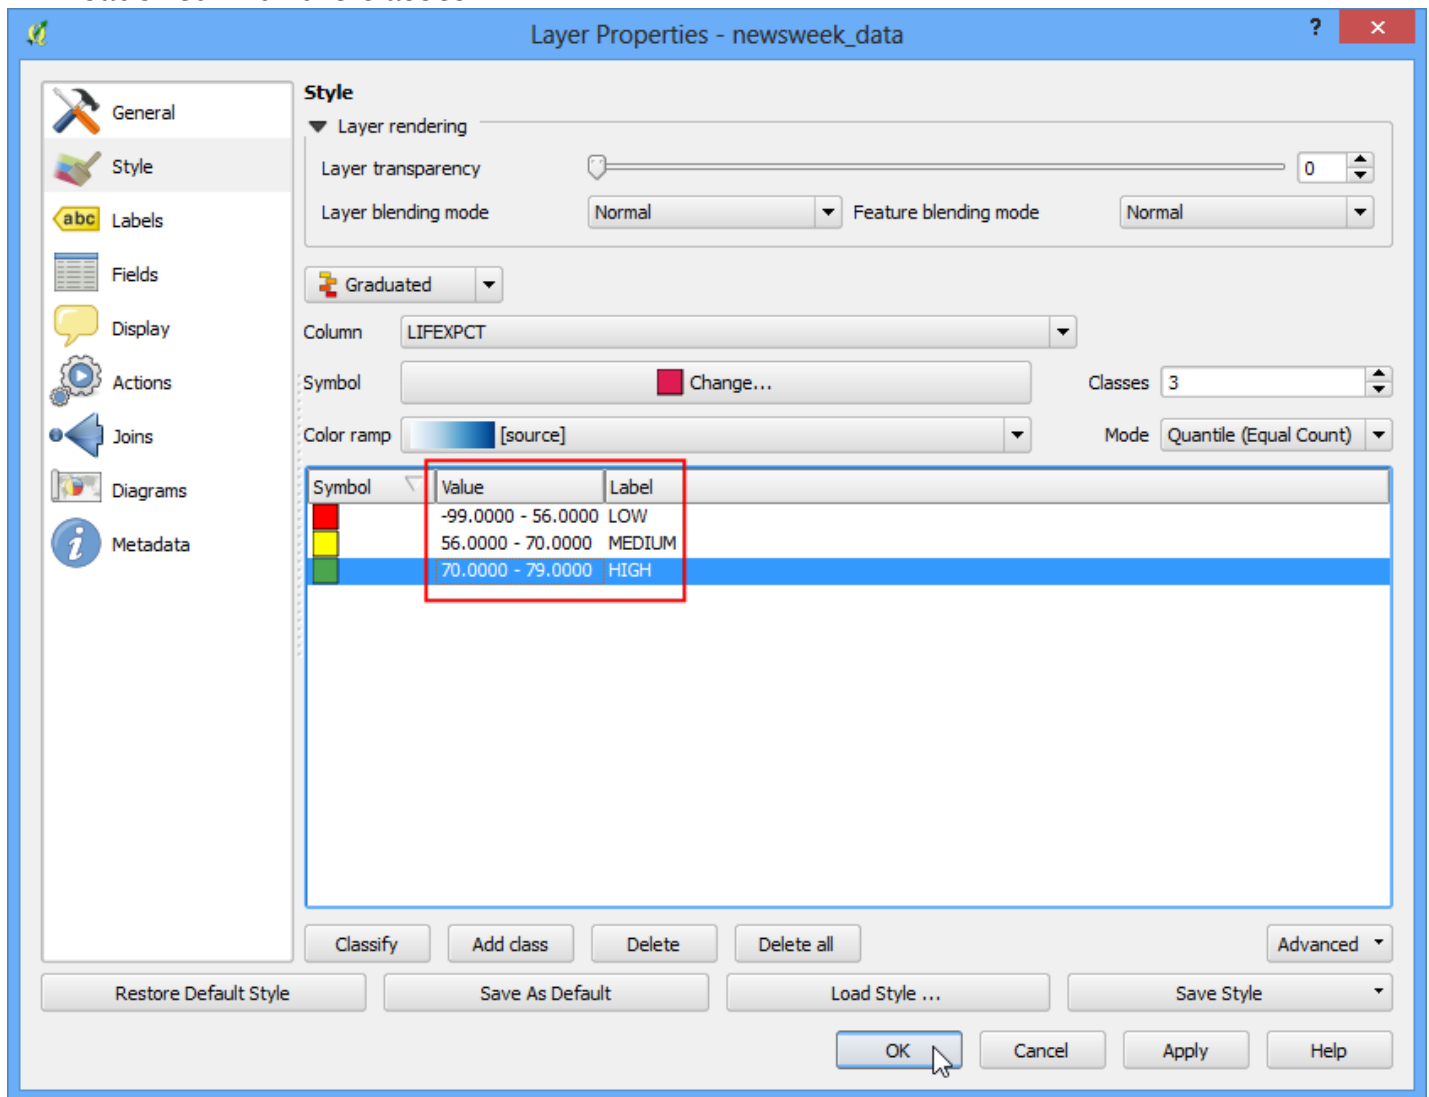 Layer Properties - newsweek_data ?
General
Style
Labels
Fields
Display
Actions
Joins
Diagrams
Metadata
abc
Style
Layer rendering
Layer transparency 0
Layer blending mode Normal Feature blending mode Normal
Graduated
Column LIFEXPCT
Symbol Change... Classes 3
Color ramp [source] Mode Quantile (Equal Count)
Symbol Value Label
-99.0000 - 56.0000 LOW
56.0000 - 70.0000 MEDIUM
70.0000 - 79.0000 HIGH
Classify Add class Delete Delete all Advanced
Restore Default Style Save As Default Load Style ... Save Style
OK Cancel Apply Help